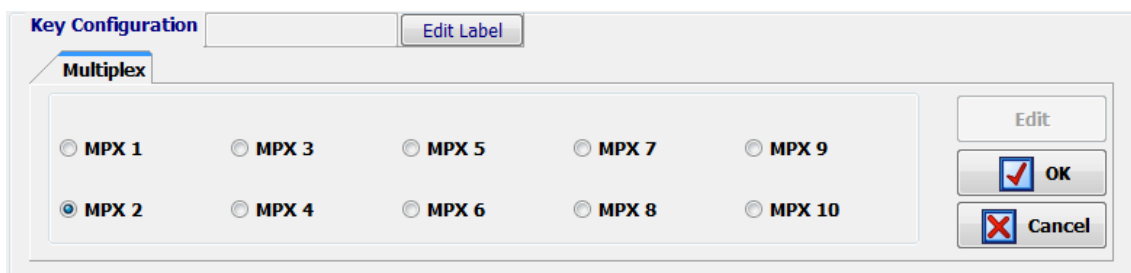 Key Configuration Edit Label
Multiplex
Edit
MPX 1 MPX 3 MPX 5 MPX 7 MPX 9
OK
MPX 2 MPX 4 MPX 6 MPX 8 MPX 10
Cancel